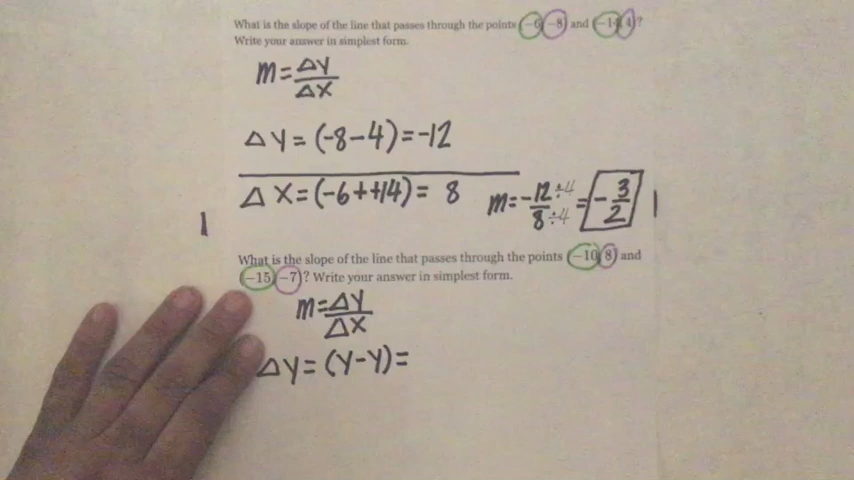 What is the slope of the line that passes through the points (−6, −8) and (−14, 4)?
Write your answer in simplest form.
m = ΔY/ΔX
ΔY = (-8-4) = -12
ΔX = (-6++14) = 8 m = -12÷4/8÷4 = -3/2
What is the slope of the line that passes through the points (−10, 8) and
(−15, −7)? Write your answer in simplest form.
m = ΔY/ΔX
ΔY = (Y-Y) =